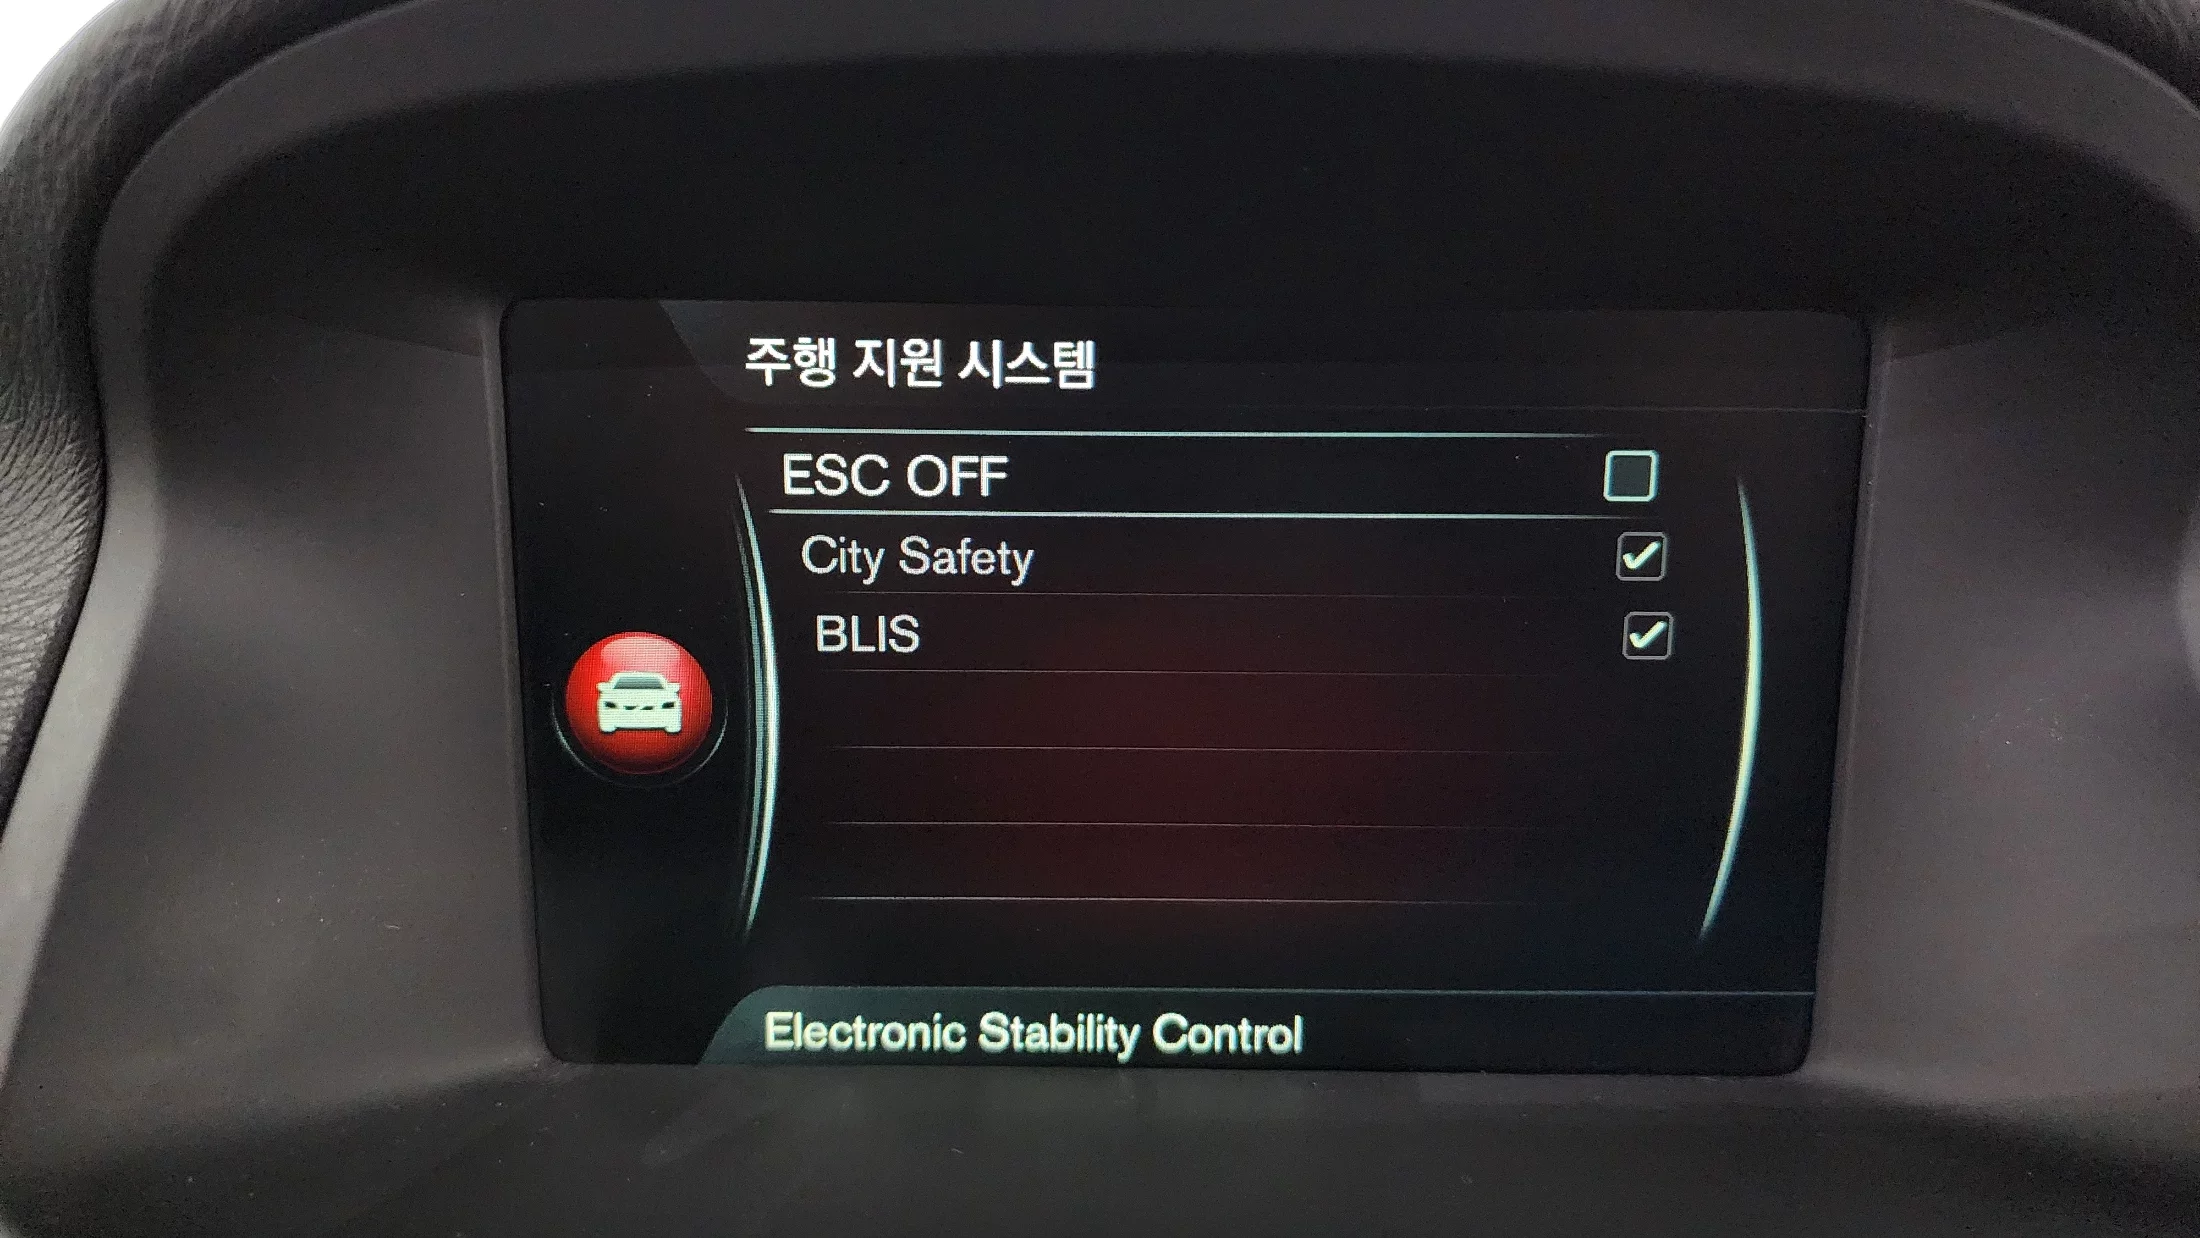 주행 지원 시스템
ESC OFF
City Safety
BLIS
Electronic Stability Control